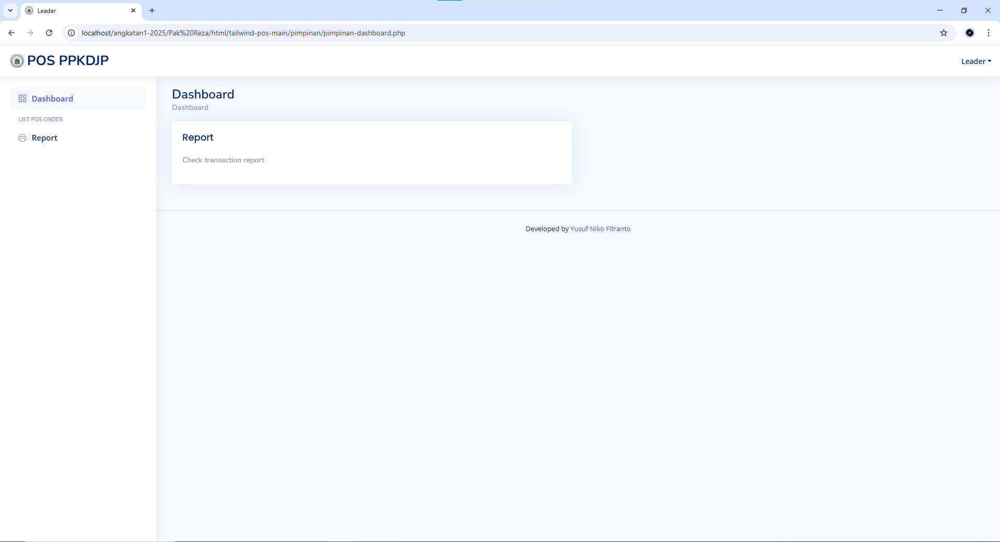 Leader
localhost/angkatan1-2025/Pak%20Reza/html/tailwind-pos-main/pimpinan/pimpinan-dashboard.php
POS PPKDJP
Leader
Dashboard
LIST POS ORDER
Report
Dashboard
Dashboard
Report
Check transaction report
Developed by Yusuf Niko Fitranto